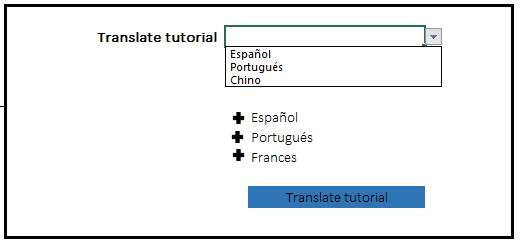 Translate tutorial
Español
Portugués
Chino
Español
Portugués
Frances
Translate tutorial